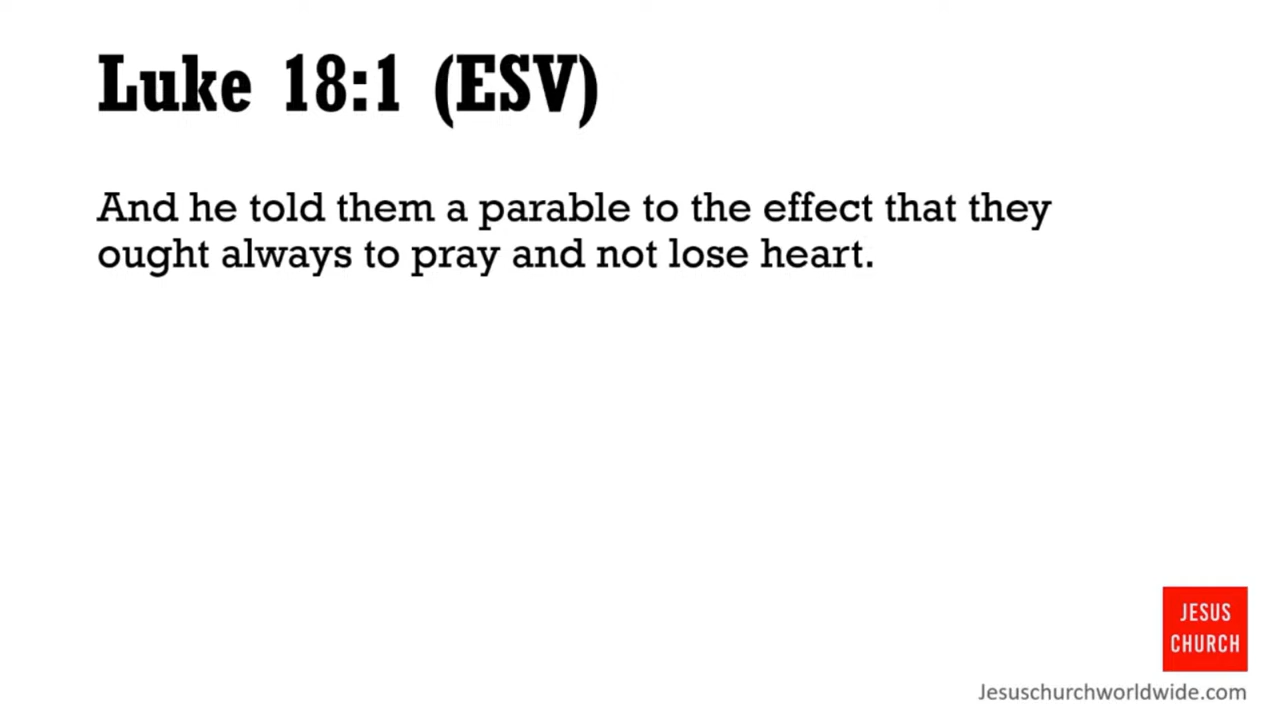 Luke 18:1 (ESV)
And he told them a parable to the effect that they
ought always to pray and not lose heart.
JESUS
CHURCH
Jesuschurchworldwide.com